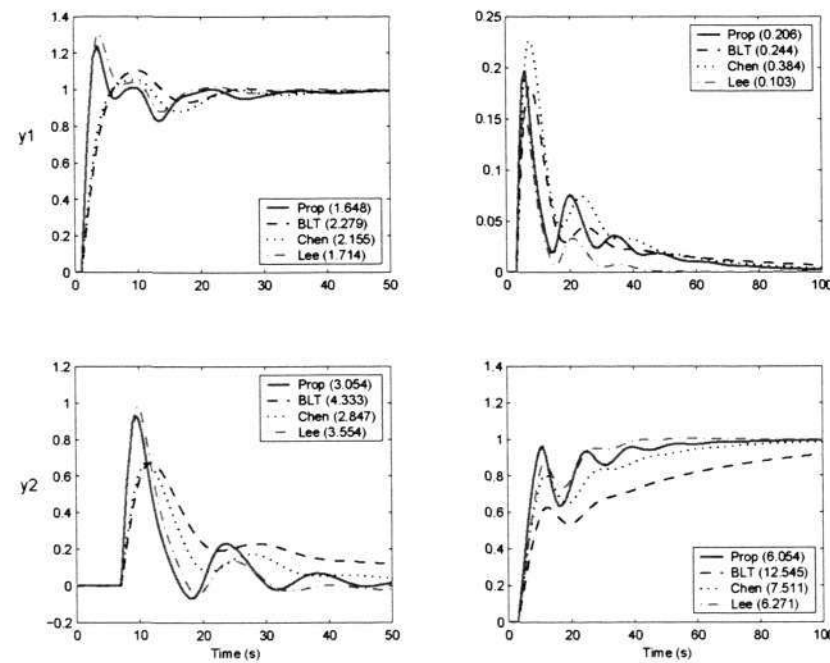 1.4
1.2
1
0.8
0.6
0.4
0.2
0
0 10 20 30 40 50
y1
Prop (1.648)
BLT (2.279)
Chen (2.155)
Lee (1.714)
0.25
0.2
0.15
0.1
0.05
0
0 20 40 60 80 100
Prop (0.206)
BLT (0.244)
Chen (0.384)
Lee (0.103)
1.2
1
0.8
0.6
0.4
0.2
0
-0.2
0 10 20 30 40 50
y2
Time (s)
Prop (3.054)
BLT (4.333)
Chen (2.847)
Lee (3.554)
1.4
1.2
1
0.8
0.6
0.4
0.2
0
0 20 40 60 80 100
Time (s)
Prop (6.054)
BLT (12.545)
Chen (7.511)
Lee (6.271)